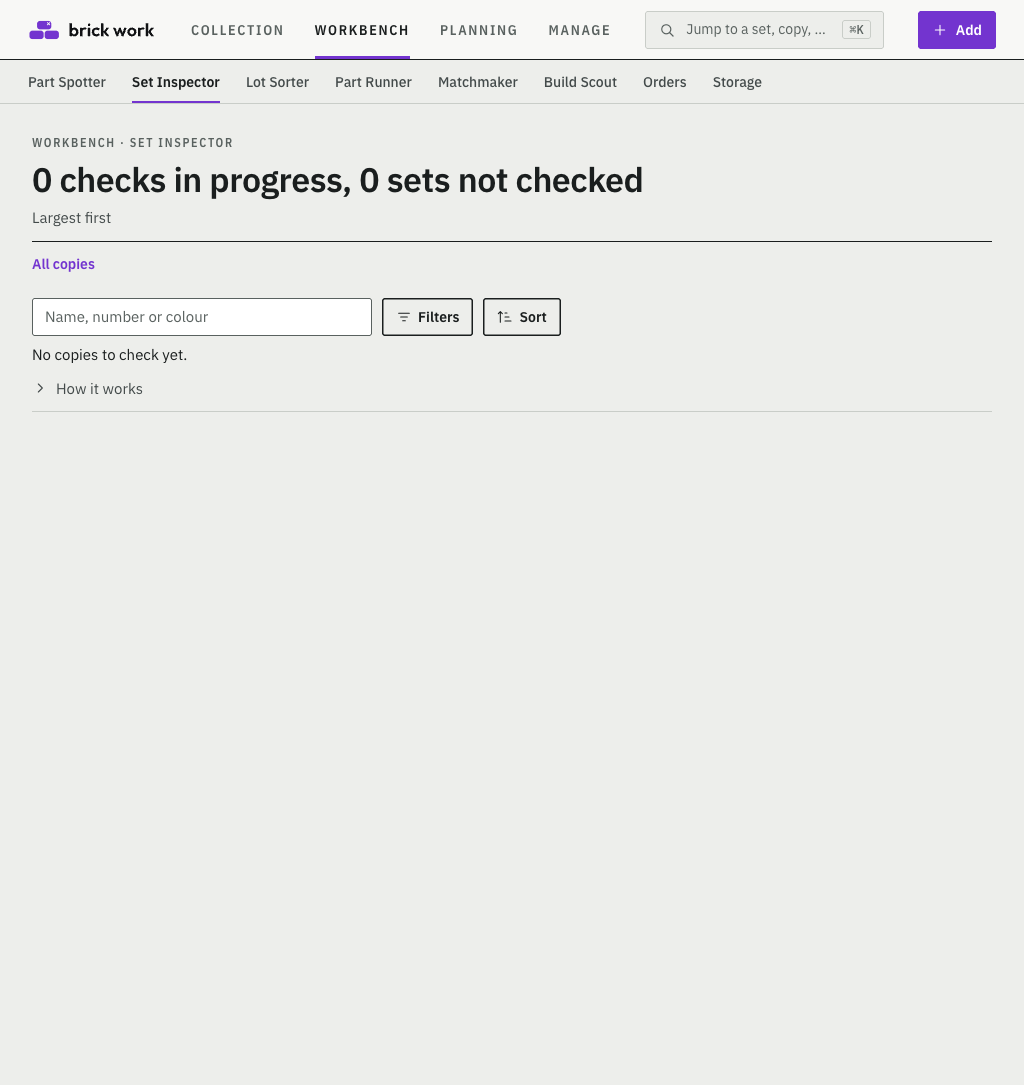 brick work
COLLECTION
WORKBENCH
PLANNING
MANAGE
Jump to a set, copy, ...
⌘K
Add
Part Spotter
Set Inspector
Lot Sorter
Part Runner
Matchmaker
Build Scout
Orders
Storage
WORKBENCH · SET INSPECTOR
0 checks in progress, 0 sets not checked
Largest first
All copies
Name, number or colour
Filters
Sort
No copies to check yet.
How it works